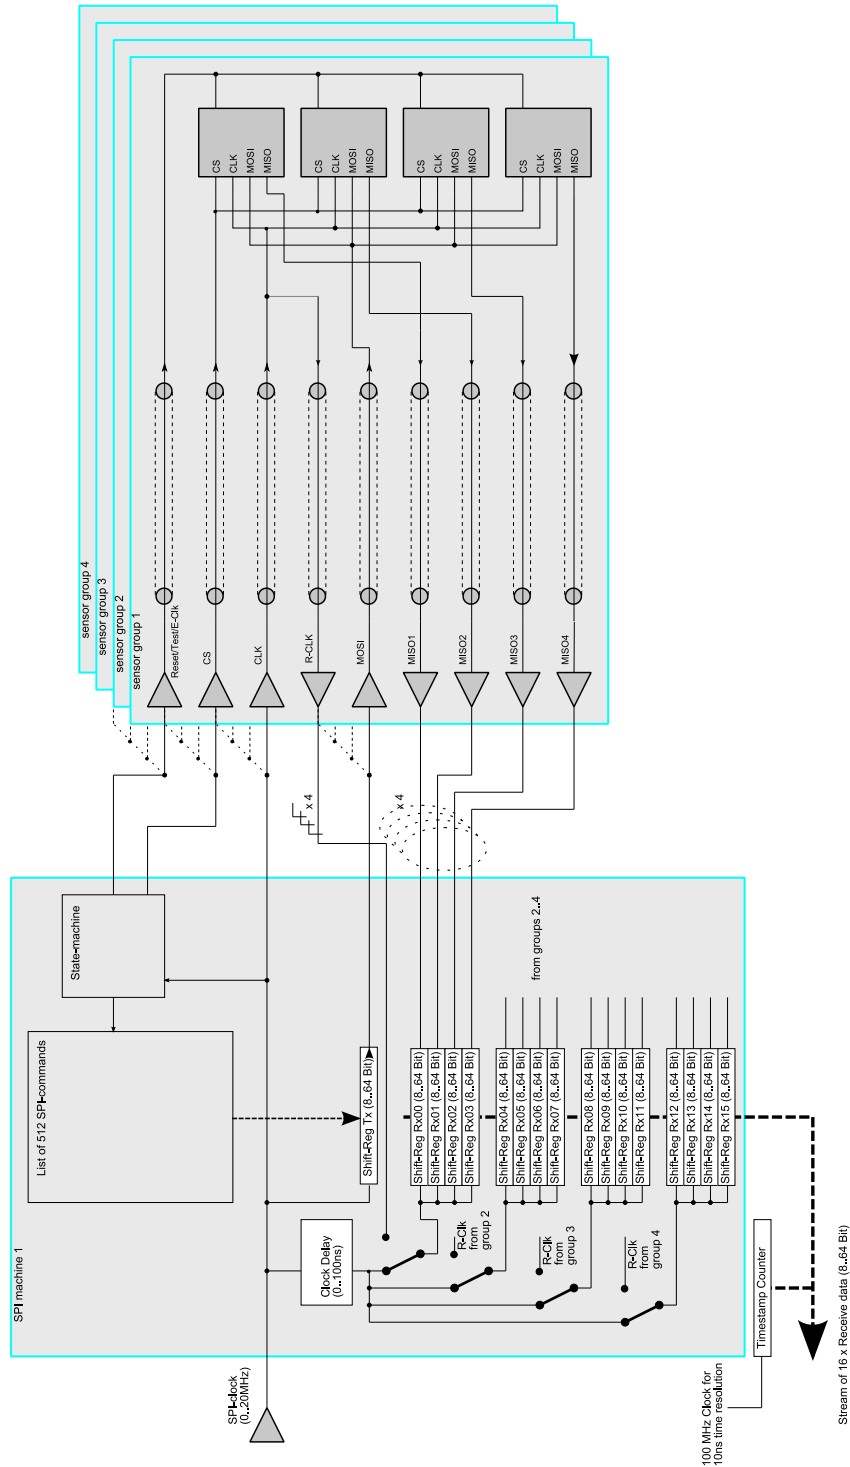 sensor group 4
sensor group 3
sensor group 2
sensor group 1
CS
CLK
MOSI
MISO
CS
CLK
MOSI
MISO
CS
CLK
MOSI
MISO
CS
CLK
MOSI
MISO
Reset/Test/E-Clk
CS
CLK
R-CLK
MOSI
MISO1
MISO2
MISO3
MISO4
x 4
x 4
SPI machine 1
State-machine
List of 512 SPI-commands
from groups 2..4
Shift-Reg Tx (8..64 Bit)
Shift-Reg Rx00 (8..64 Bit)
Shift-Reg Rx01 (8..64 Bit)
Shift-Reg Rx02 (8..64 Bit)
Shift-Reg Rx03 (8..64 Bit)
Shift-Reg Rx04 (8..64 Bit)
Shift-Reg Rx05 (8..64 Bit)
Shift-Reg Rx06 (8..64 Bit)
Shift-Reg Rx07 (8..64 Bit)
Shift-Reg Rx08 (8..64 Bit)
Shift-Reg Rx09 (8..64 Bit)
Shift-Reg Rx10 (8..64 Bit)
Shift-Reg Rx11 (8..64 Bit)
Shift-Reg Rx12 (8..64 Bit)
Shift-Reg Rx13 (8..64 Bit)
Shift-Reg Rx14 (8..64 Bit)
Shift-Reg Rx15 (8..64 Bit)
Clock Delay
(0..100ns)
R-Clk
from
group 2
R-Clk
from
group 3
R-Clk
from
group 4
SPI-clock
(0..20MHz)
Timestamp Counter
100 MHz Clock for
10ns time resolution
Stream of 16 x Receive data (8..64 Bit)